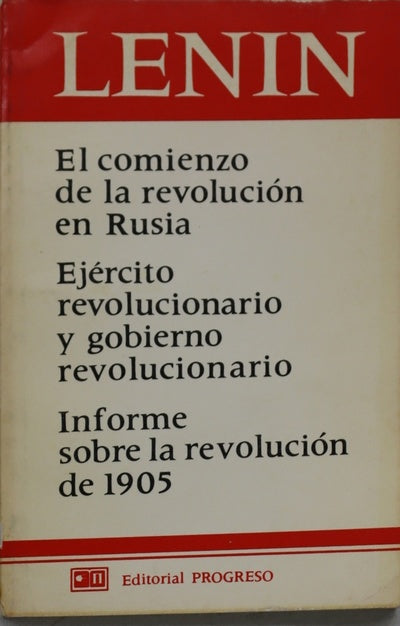 LENIN
El comienzo
de la revolución
en Rusia
Ejército
revolucionario
y gobierno
revolucionario
Informe
sobre la revolución
de 1905
Editorial PROGRESO